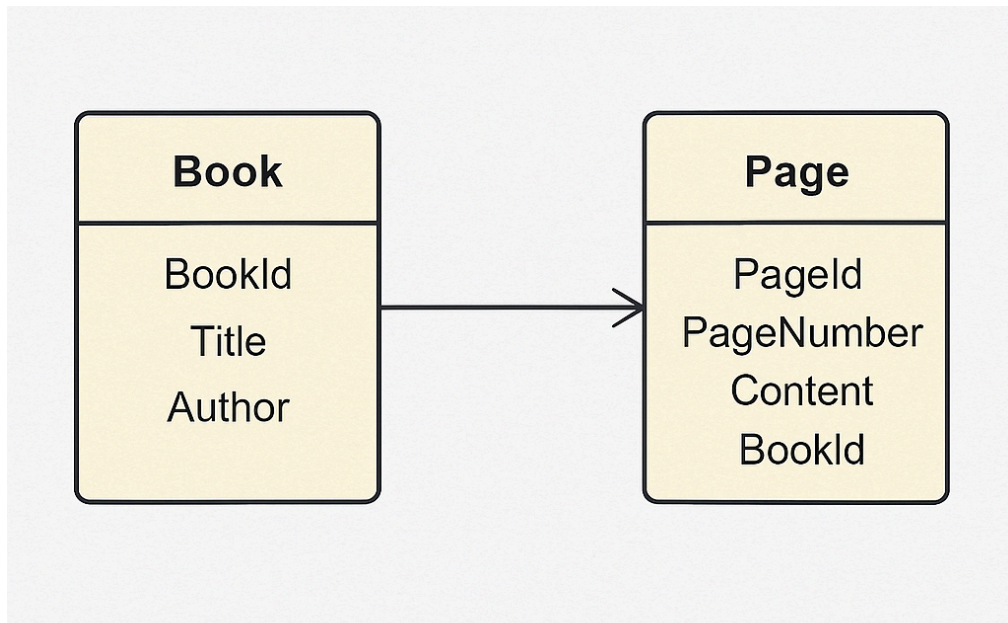 Book
BookId
Title
Author
Page
PageId
PageNumber
Content
BookId